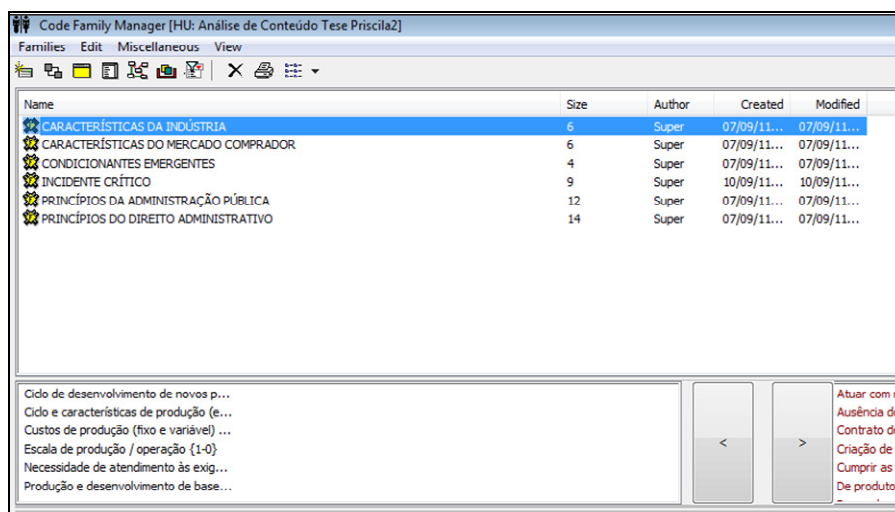 Code Family Manager [HU: Análise de Conteúdo Tese Priscila2]
Families Edit Miscellaneous View
Name Size Author Created Modified
CARACTERÍSTICAS DA INDÚSTRIA 6 Super 07/09/11... 07/09/11...
CARACTERÍSTICAS DO MERCADO COMPRADOR 6 Super 07/09/11... 07/09/11...
CONDICIONANTES EMERGENTES 4 Super 07/09/11... 07/09/11...
INCIDENTE CRÍTICO 9 Super 10/09/11... 10/09/11...
PRINCÍPIOS DA ADMINISTRAÇÃO PÚBLICA 12 Super 07/09/11... 07/09/11...
PRINCÍPIOS DO DIREITO ADMINISTRATIVO 14 Super 07/09/11... 07/09/11...
Ciclo de desenvolvimento de novos p...
Ciclo e características de produção (e...
Custos de produção (fixo e variável) ...
Escala de produção / operação {1-0}
Necessidade de atendimento às exig...
Produção e desenvolvimento de base...
< >
Atuar com
Ausência d
Contrato d
Criação de
Cumprir as
De produto